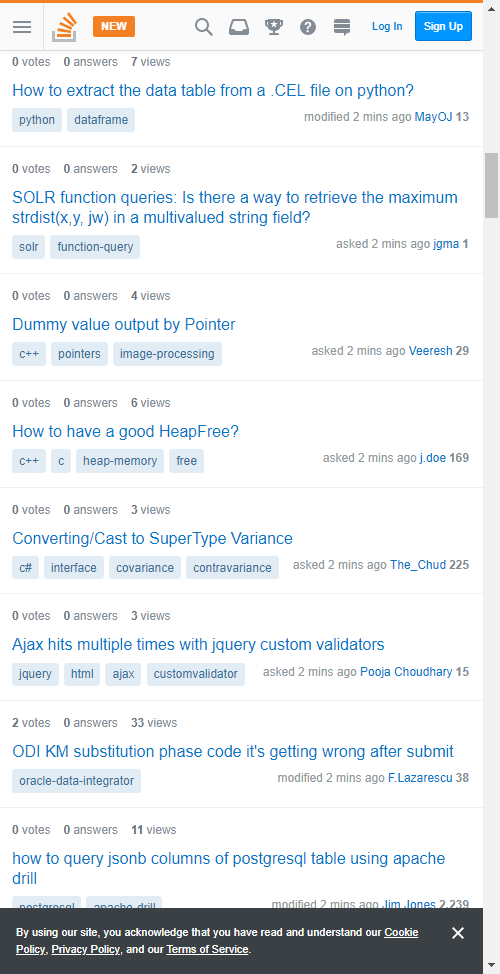 NEW
Log In
Sign Up
0 votes 0 answers 7 views
How to extract the data table from a .CEL file on python?
python dataframe
modified 2 mins ago MayOJ 13
0 votes 0 answers 2 views
SOLR function queries: Is there a way to retrieve the maximum
strdist(x,y, jw) in a multivalued string field?
solr function-query
asked 2 mins ago jgma 1
0 votes 0 answers 4 views
Dummy value output by Pointer
c++ pointers image-processing
asked 2 mins ago Veeresh 29
0 votes 0 answers 6 views
How to have a good HeapFree?
c++ c heap-memory free
asked 2 mins ago j.doe 169
0 votes 0 answers 3 views
Converting/Cast to SuperType Variance
c# interface covariance contravariance
asked 2 mins ago The_Chud 225
0 votes 0 answers 3 views
Ajax hits multiple times with jquery custom validators
jquery html ajax customvalidator
asked 2 mins ago Pooja Choudhary 15
2 votes 0 answers 33 views
ODI KM substitution phase code it's getting wrong after submit
oracle-data-integrator
modified 2 mins ago F.Lazarescu 38
0 votes 0 answers 11 views
how to query jsonb columns of postgresql table using apache
drill
postgresql apache-drill
modified 2 mins ago Jim Jones 2,239
By using our site, you acknowledge that you have read and understand our Cookie
Policy, Privacy Policy, and our Terms of Service.